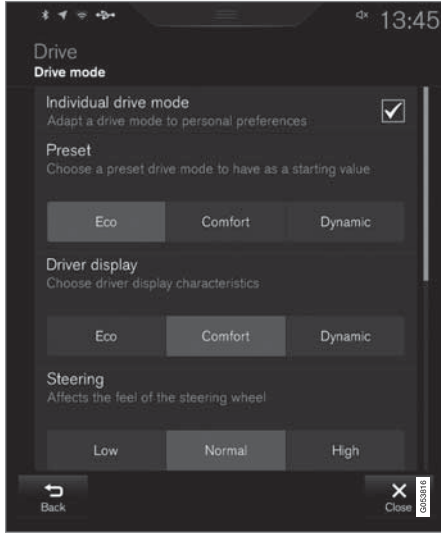 13:45
Drive
Drive mode
Individual drive mode
Adapt a drive mode to personal preferences
Preset
Choose a preset drive mode to have as a starting value
Eco Comfort Dynamic
Driver display
Choose driver display characteristics
Eco Comfort Dynamic
Steering
Affects the feel of the steering wheel
Low Normal High
Back Close
G053816